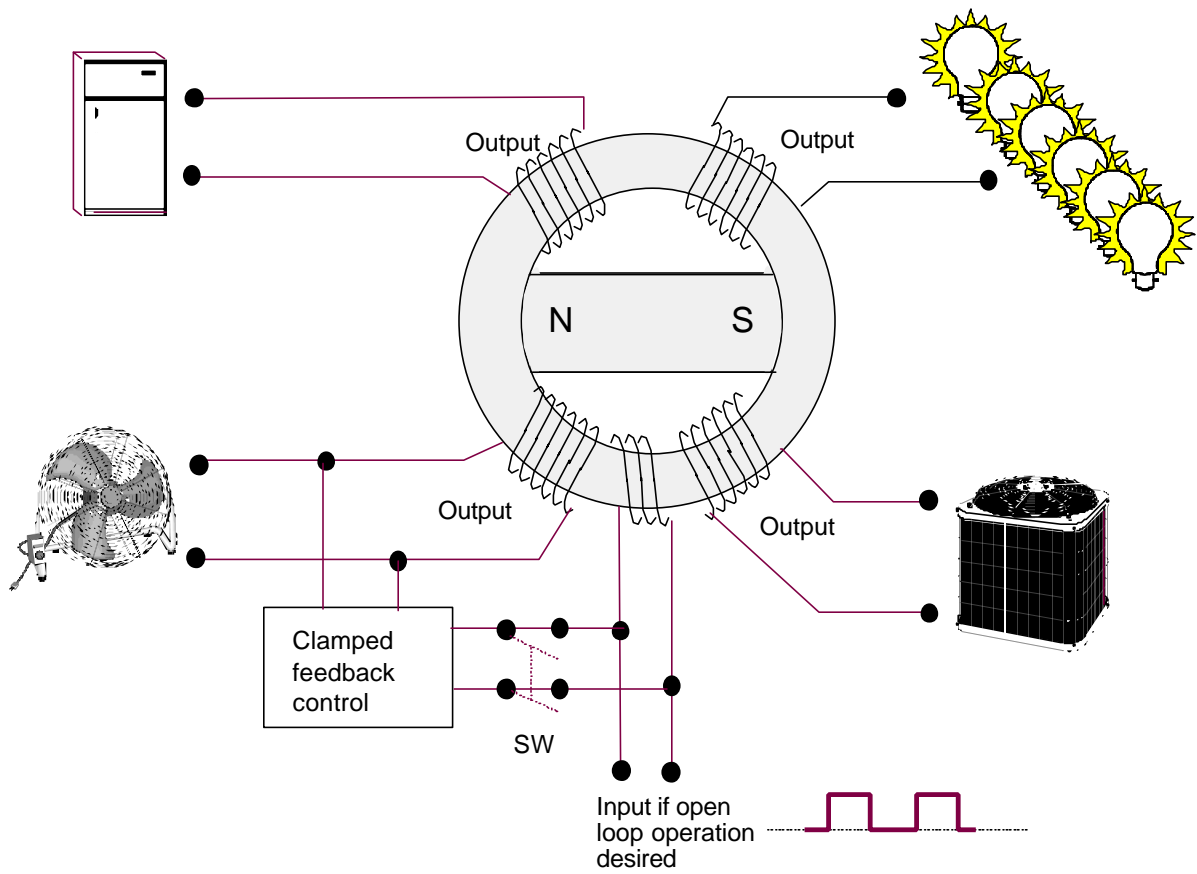 Output
Output
N
S
Output
Output
Clamped
feedback
control
SW
Input if open
loop operation
desired